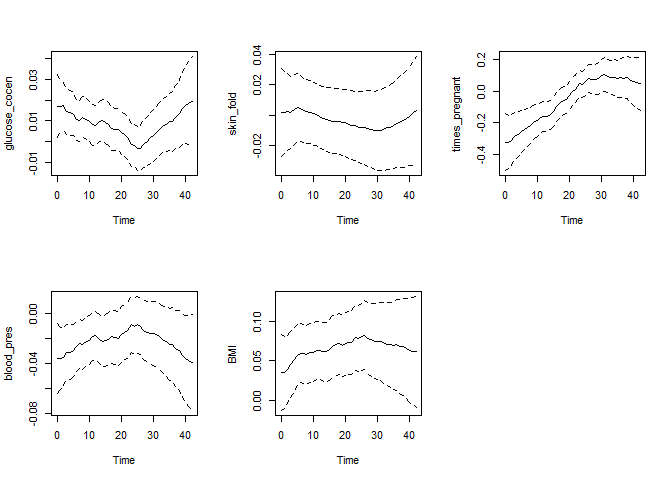 glucose_cocen
-0.01 0.01 0.03
0 10 20 30 40
Time
skin_fold
-0.02 0.02 0.04
0 10 20 30 40
Time
times_pregnant
-0.4 -0.2 0.0 0.2
0 10 20 30 40
Time
blood_pres
-0.08 -0.04 0.00
0 10 20 30 40
Time
BMI
0.00 0.05 0.10
0 10 20 30 40
Time